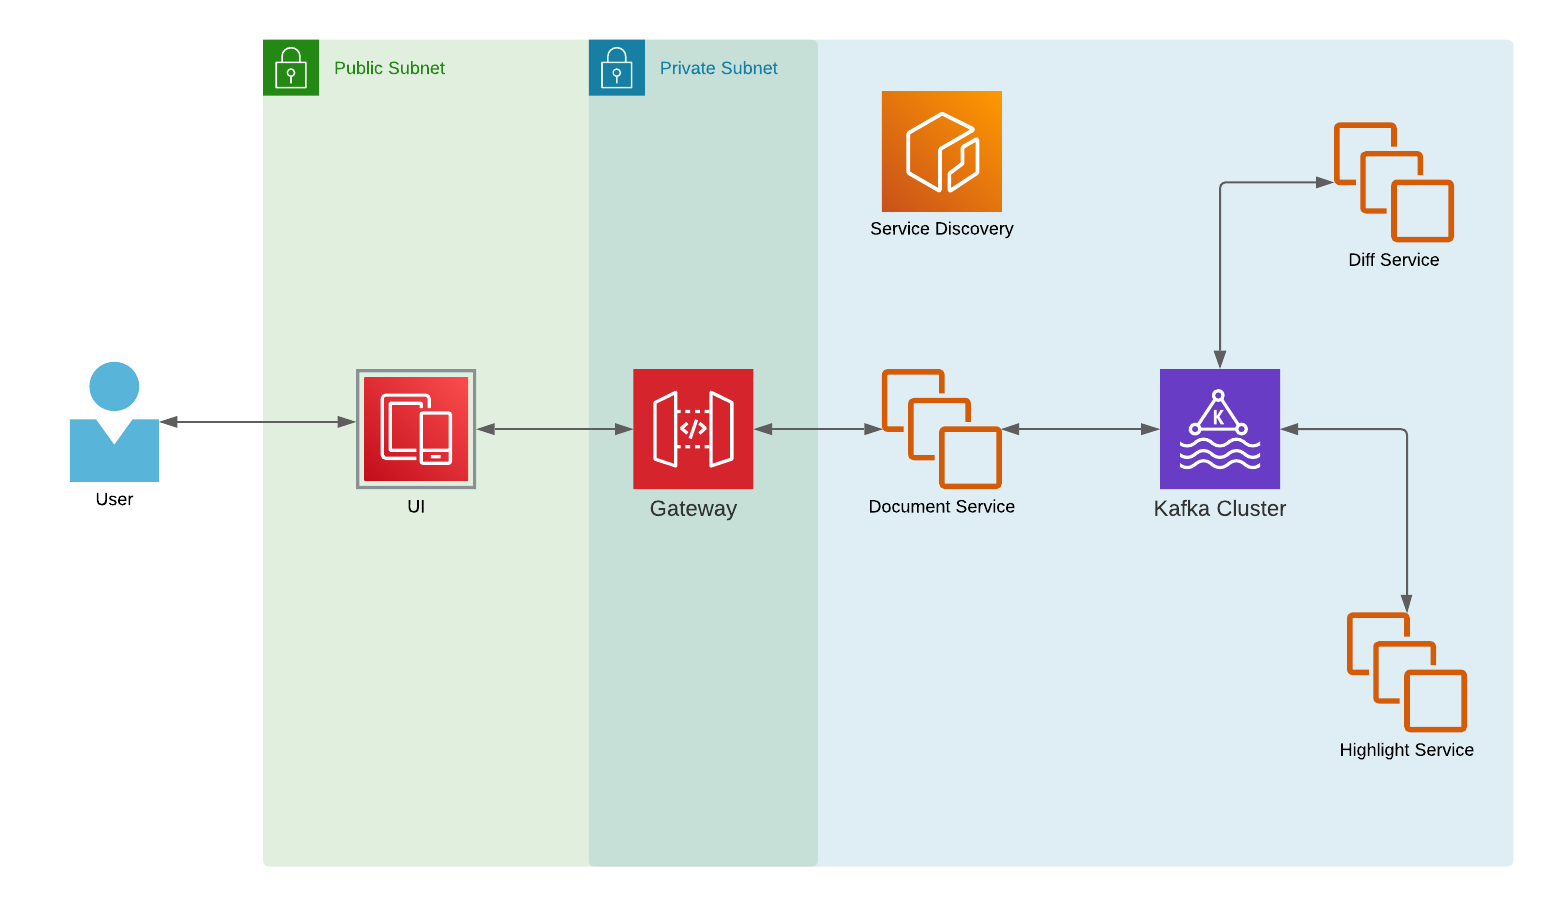 Public Subnet
Private Subnet
Service Discovery
Diff Service
User
UI
Gateway
Document Service
K
Kafka Cluster
Highlight Service